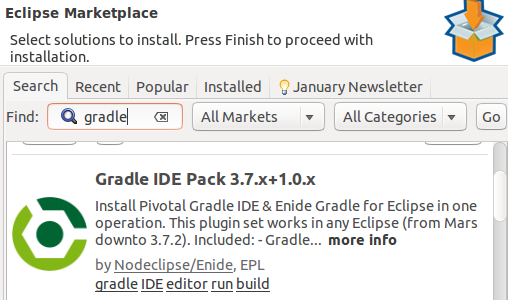 Eclipse Marketplace
Select solutions to install. Press Finish to proceed with
installation.
Search Recent Popular Installed January Newsletter
Find: gradle All Markets All Categories Go
Gradle IDE Pack 3.7.x+1.0.x
Install Pivotal Gradle IDE & Enide Gradle for Eclipse in one
operation. This plugin set works in any Eclipse (from Mars
downto 3.7.2). Included: - Gradle... more info
by Nodeclipse/Enide, EPL
gradle IDE editor run build